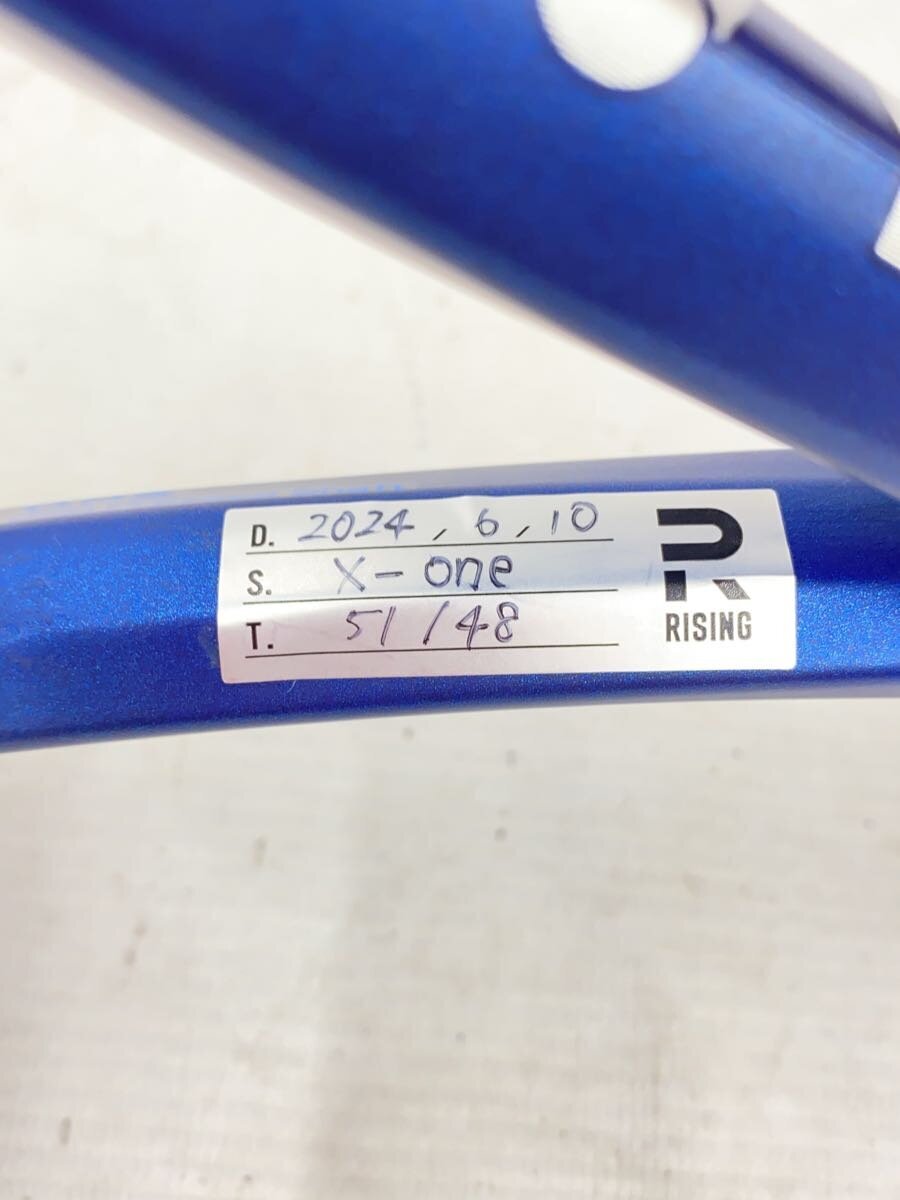 D. 2024, 6, 10
S. X-one
T. 51/48
RISING